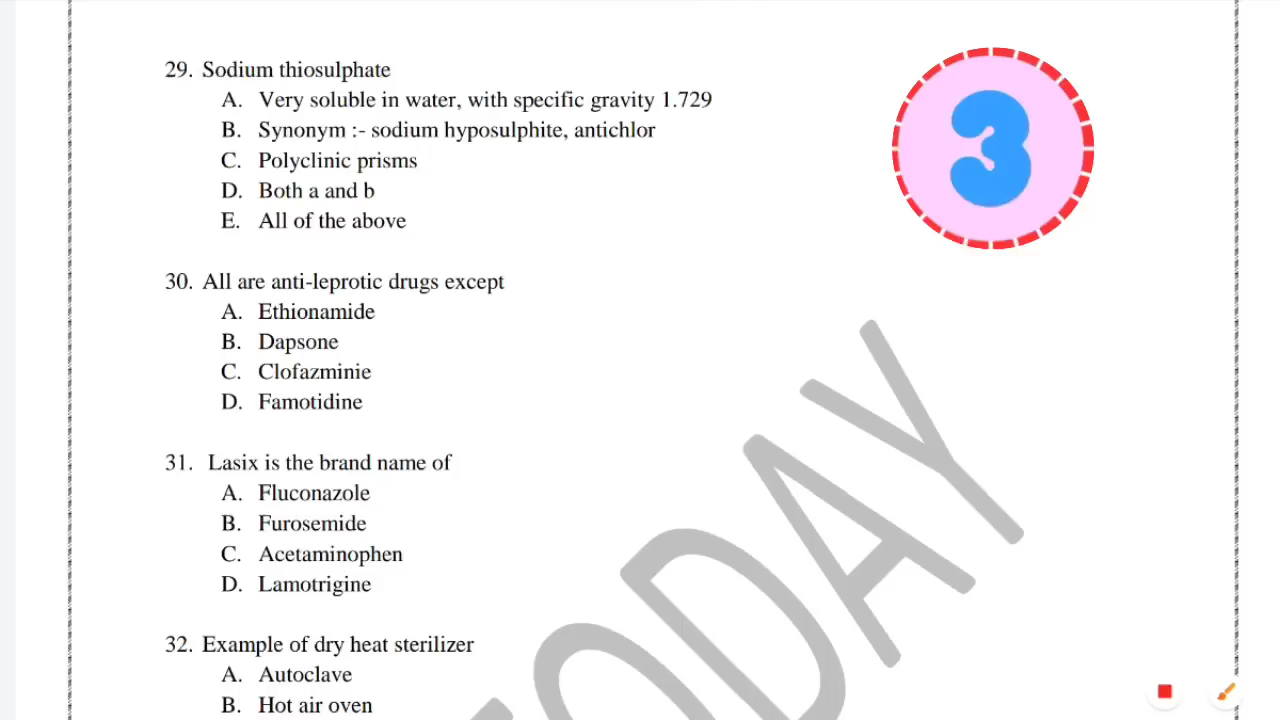 29. Sodium thiosulphate
A. Very soluble in water, with specific gravity 1.729
B. Synonym :- sodium hyposulphite, antichlor
C. Polyclinic prisms
D. Both a and b
E. All of the above
3
30. All are anti-leprotic drugs except
A. Ethionamide
B. Dapsone
C. Clofazminie
D. Famotidine
31. Lasix is the brand name of
A. Fluconazole
B. Furosemide
C. Acetaminophen
D. Lamotrigine
32. Example of dry heat sterilizer
A. Autoclave
B. Hot air oven
TODAY